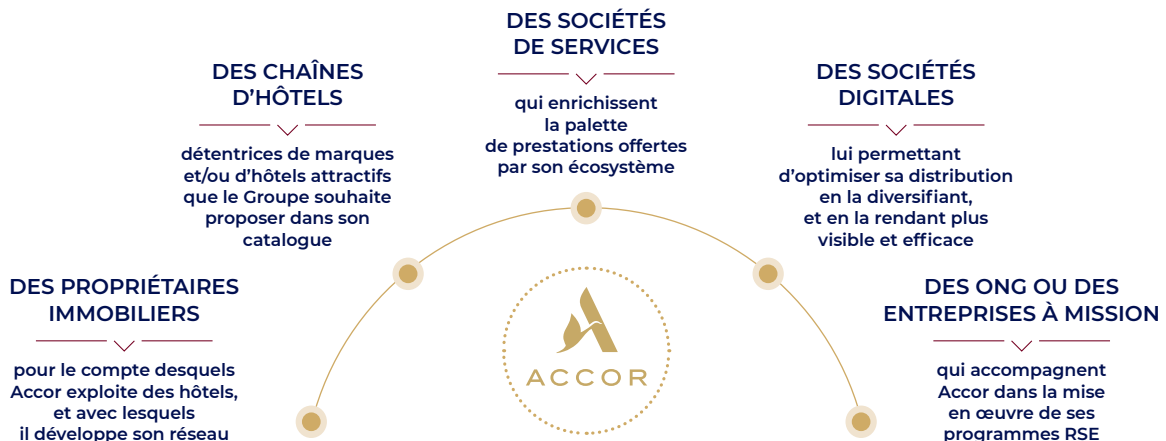 DES SOCIÉTÉS
DE SERVICES
qui enrichissent
la palette
de prestations offertes
par son écosystème
DES CHAÎNES
D’HÔTELS
détentrices de marques
et/ou d’hôtels attractifs
que le Groupe souhaite
proposer dans son
catalogue
DES SOCIÉTÉS
DIGITALES
lui permettant
d’optimiser sa distribution
en la diversifiant,
et en la rendant plus
visible et efficace
DES PROPRIÉTAIRES
IMMOBILIERS
pour le compte desquels
Accor exploite des hôtels,
et avec lesquels
il développe son réseau
ACCOR
DES ONG OU DES
ENTREPRISES À MISSION
qui accompagnent
Accor dans la mise
en œuvre de ses
programmes RSE